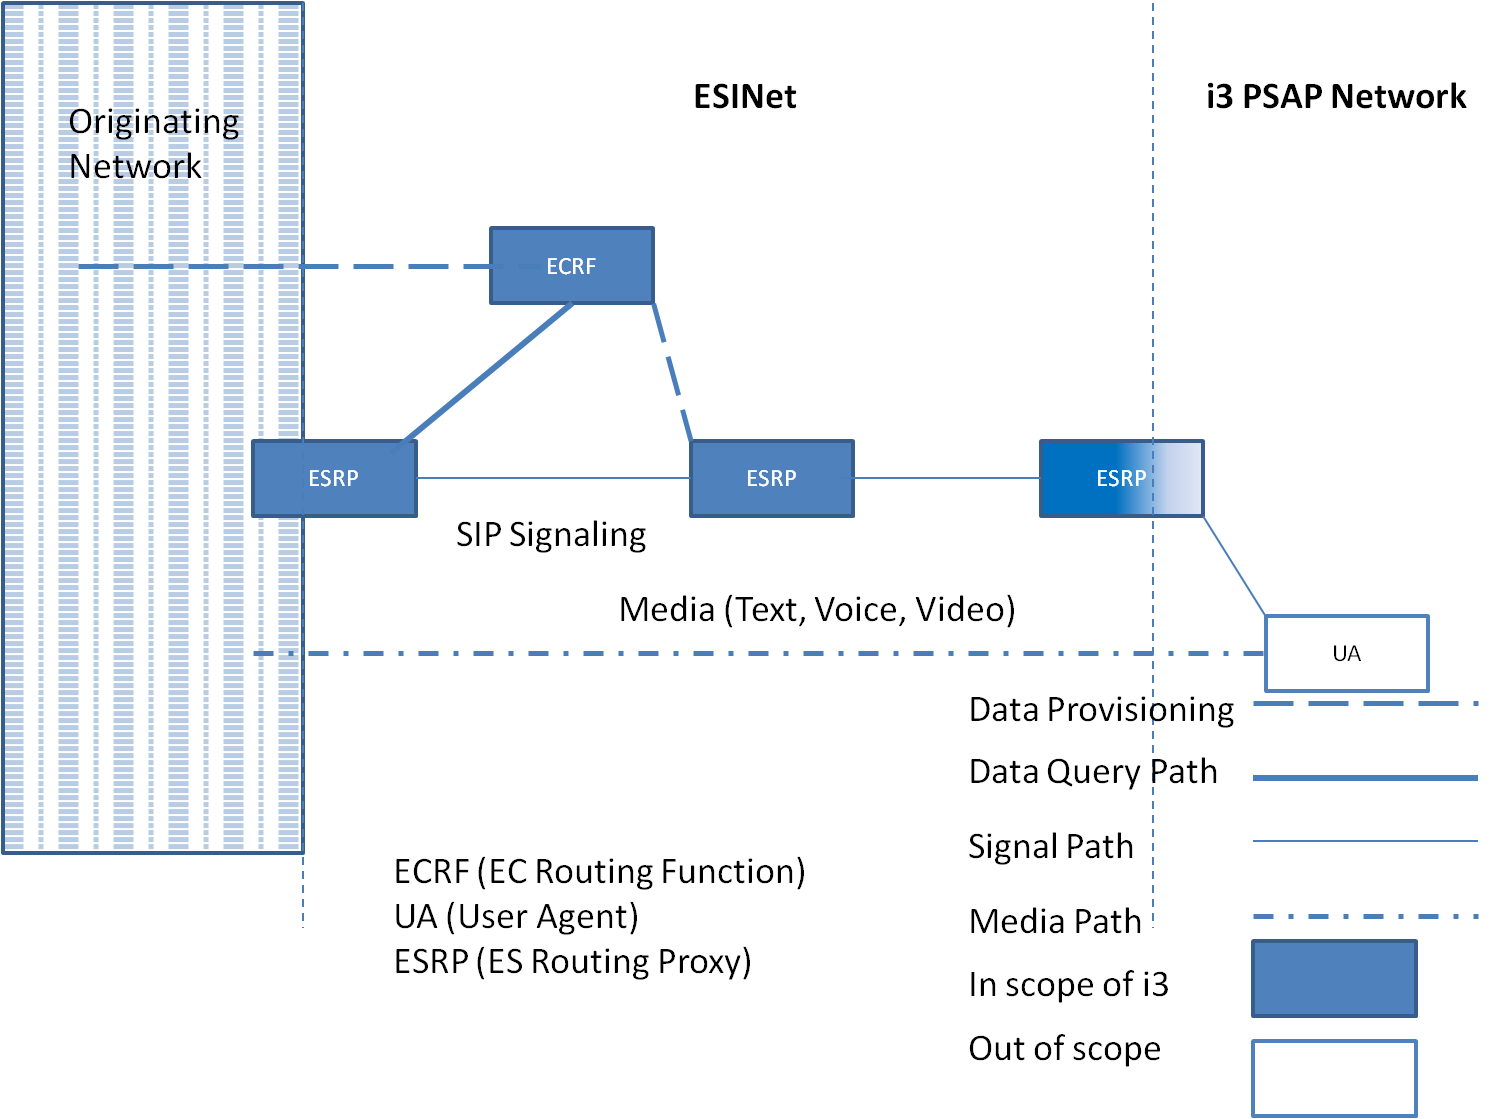 ESINet
i3 PSAP Network
Originating
Network
ECRF
ESRP
ESRP
ESRP
SIP Signaling
Media (Text, Voice, Video)
UA
Data Provisioning
Data Query Path
Signal Path
ECRF (EC Routing Function)
UA (User Agent)
ESRP (ES Routing Proxy)
Media Path
In scope of i3
Out of scope